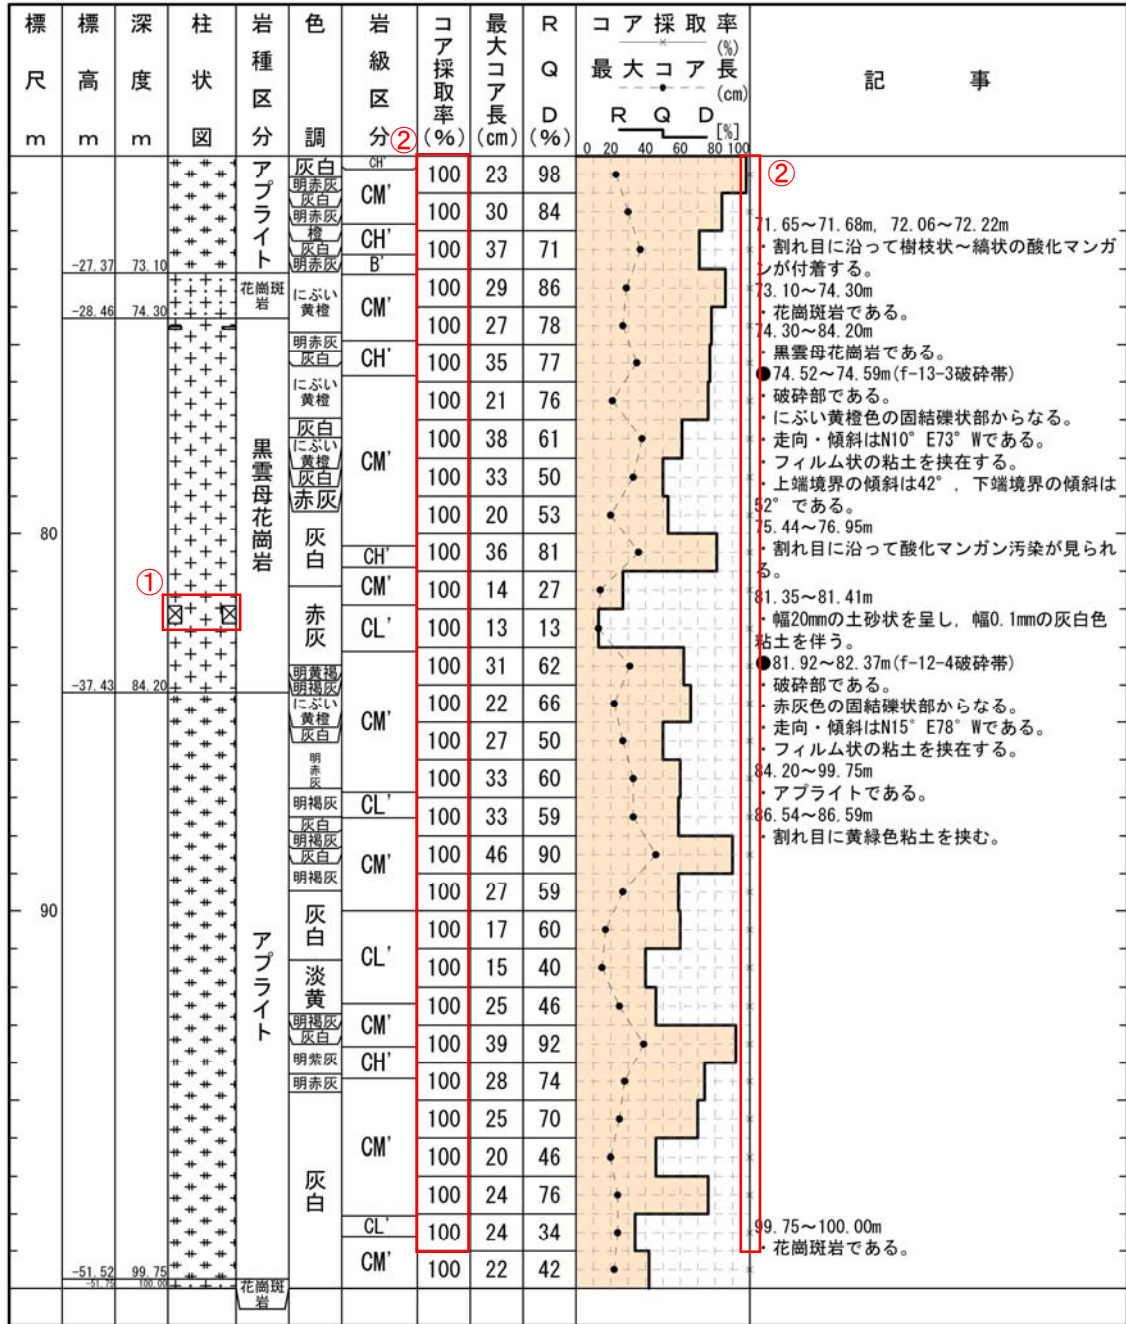 標尺m
標高m
深度m
柱状図
岩種区分
色調
岩級区分
コア採取率(%)
最大コア長(cm)
RQD(%)
コア採取率
(%)
最大コア長
(cm)
RQD
[%]
0 20 40 60 80 100
記事
①
②
②
80
90
-27.37 73.10
-28.46 74.30
-37.43 84.20
-51.52 99.75
-51.75 100.00
アプライト
花崗斑岩
黒雲母花崗岩
アプライト
花崗斑岩
灰白
明赤灰
灰白
明赤灰
橙
灰白
明赤灰
にぶい黄橙
明赤灰
灰白
にぶい黄橙
灰白
にぶい黄橙
灰白
赤灰
灰白
赤灰
明黄褐
明褐灰
にぶい黄橙
灰白
明赤灰
明褐灰
灰白
明褐灰
灰白
明褐灰
灰白
淡黄
明褐灰
灰白
明紫灰
明赤灰
灰白
CH'
CM'
CH'
B'
CM'
CH'
CM'
CH'
CM'
CL'
CM'
CL'
CM'
CL'
CM'
CH'
CM'
CL'
CM'
100 23 98
100 30 84
100 37 71
100 29 86
100 27 78
100 35 77
100 21 76
100 38 61
100 33 50
100 20 53
100 36 81
100 14 27
100 13 13
100 31 62
100 22 66
100 27 50
100 33 60
100 33 59
100 46 90
100 27 59
100 17 60
100 15 40
100 25 46
100 39 92
100 28 74
100 25 70
100 20 46
100 24 76
100 24 34
100 22 42
71.65～71.68m, 72.06～72.22m
・割れ目に沿って樹枝状～縞状の酸化マンガ
ンが付着する。
73.10～74.30m
・花崗斑岩である。
74.30～84.20m
・黒雲母花崗岩である。
●74.52～74.59m(f-13-3破砕帯)
・破砕部である。
・にぶい黄橙色の固結礫状部からなる。
・走向・傾斜はN10°E73°Wである。
・フィルム状の粘土を挟在する。
・上端境界の傾斜は42°, 下端境界の傾斜は
52°である。
75.44～76.95m
・割れ目に沿って酸化マンガン汚染が見られ
る。
81.35～81.41m
・幅20mmの土砂状を呈し, 幅0.1mmの灰白色
粘土を伴う。
●81.92～82.37m(f-12-4破砕帯)
・破砕部である。
・赤灰色の固結礫状部からなる。
・走向・傾斜はN15°E78°Wである。
・フィルム状の粘土を挟在する。
84.20～99.75m
・アプライトである。
86.54～86.59m
・割れ目に黄緑色粘土を挟む。
99.75～100.00m
・花崗斑岩である。